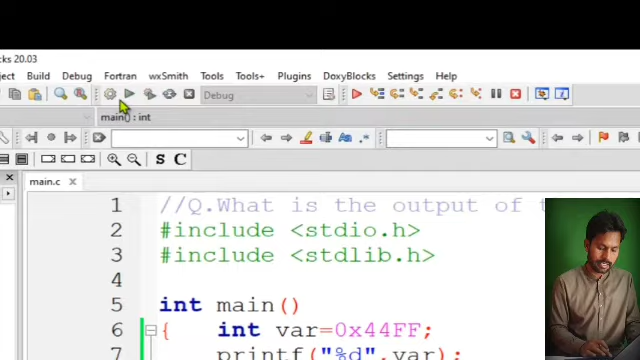 cks 20.03
ject Build Debug Fortran wxSmith Tools Tools+ Plugins DoxyBlocks Settings Help
Debug
main() : int
Aa
.*
S C
main.c
1 //Q.What is the output of t
2 #include <stdio.h>
3 #include <stdlib.h>
4
5 int main()
6 { int var=0x44FF;
7 printf("%d",var);